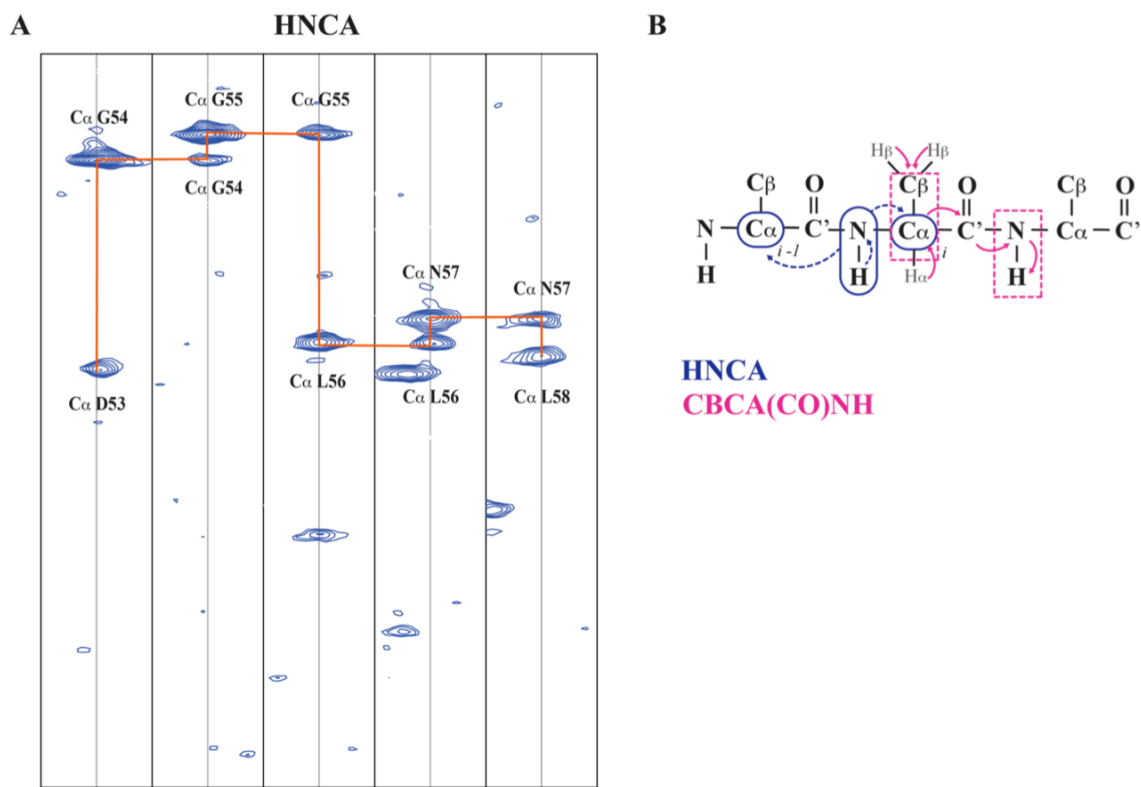 A
HNCA
B
Cα G54
Cα G55
Cα G55
Cα G54
Cα N57
Cα N57
Cα D53
Cα L56
Cα L56
Cα L58
Hβ Hβ
Cβ O Cβ O Cβ O
N Cα C' N Cα C' N Cα C'
i -1 i
H H Hα H
HNCA
CBCA(CO)NH